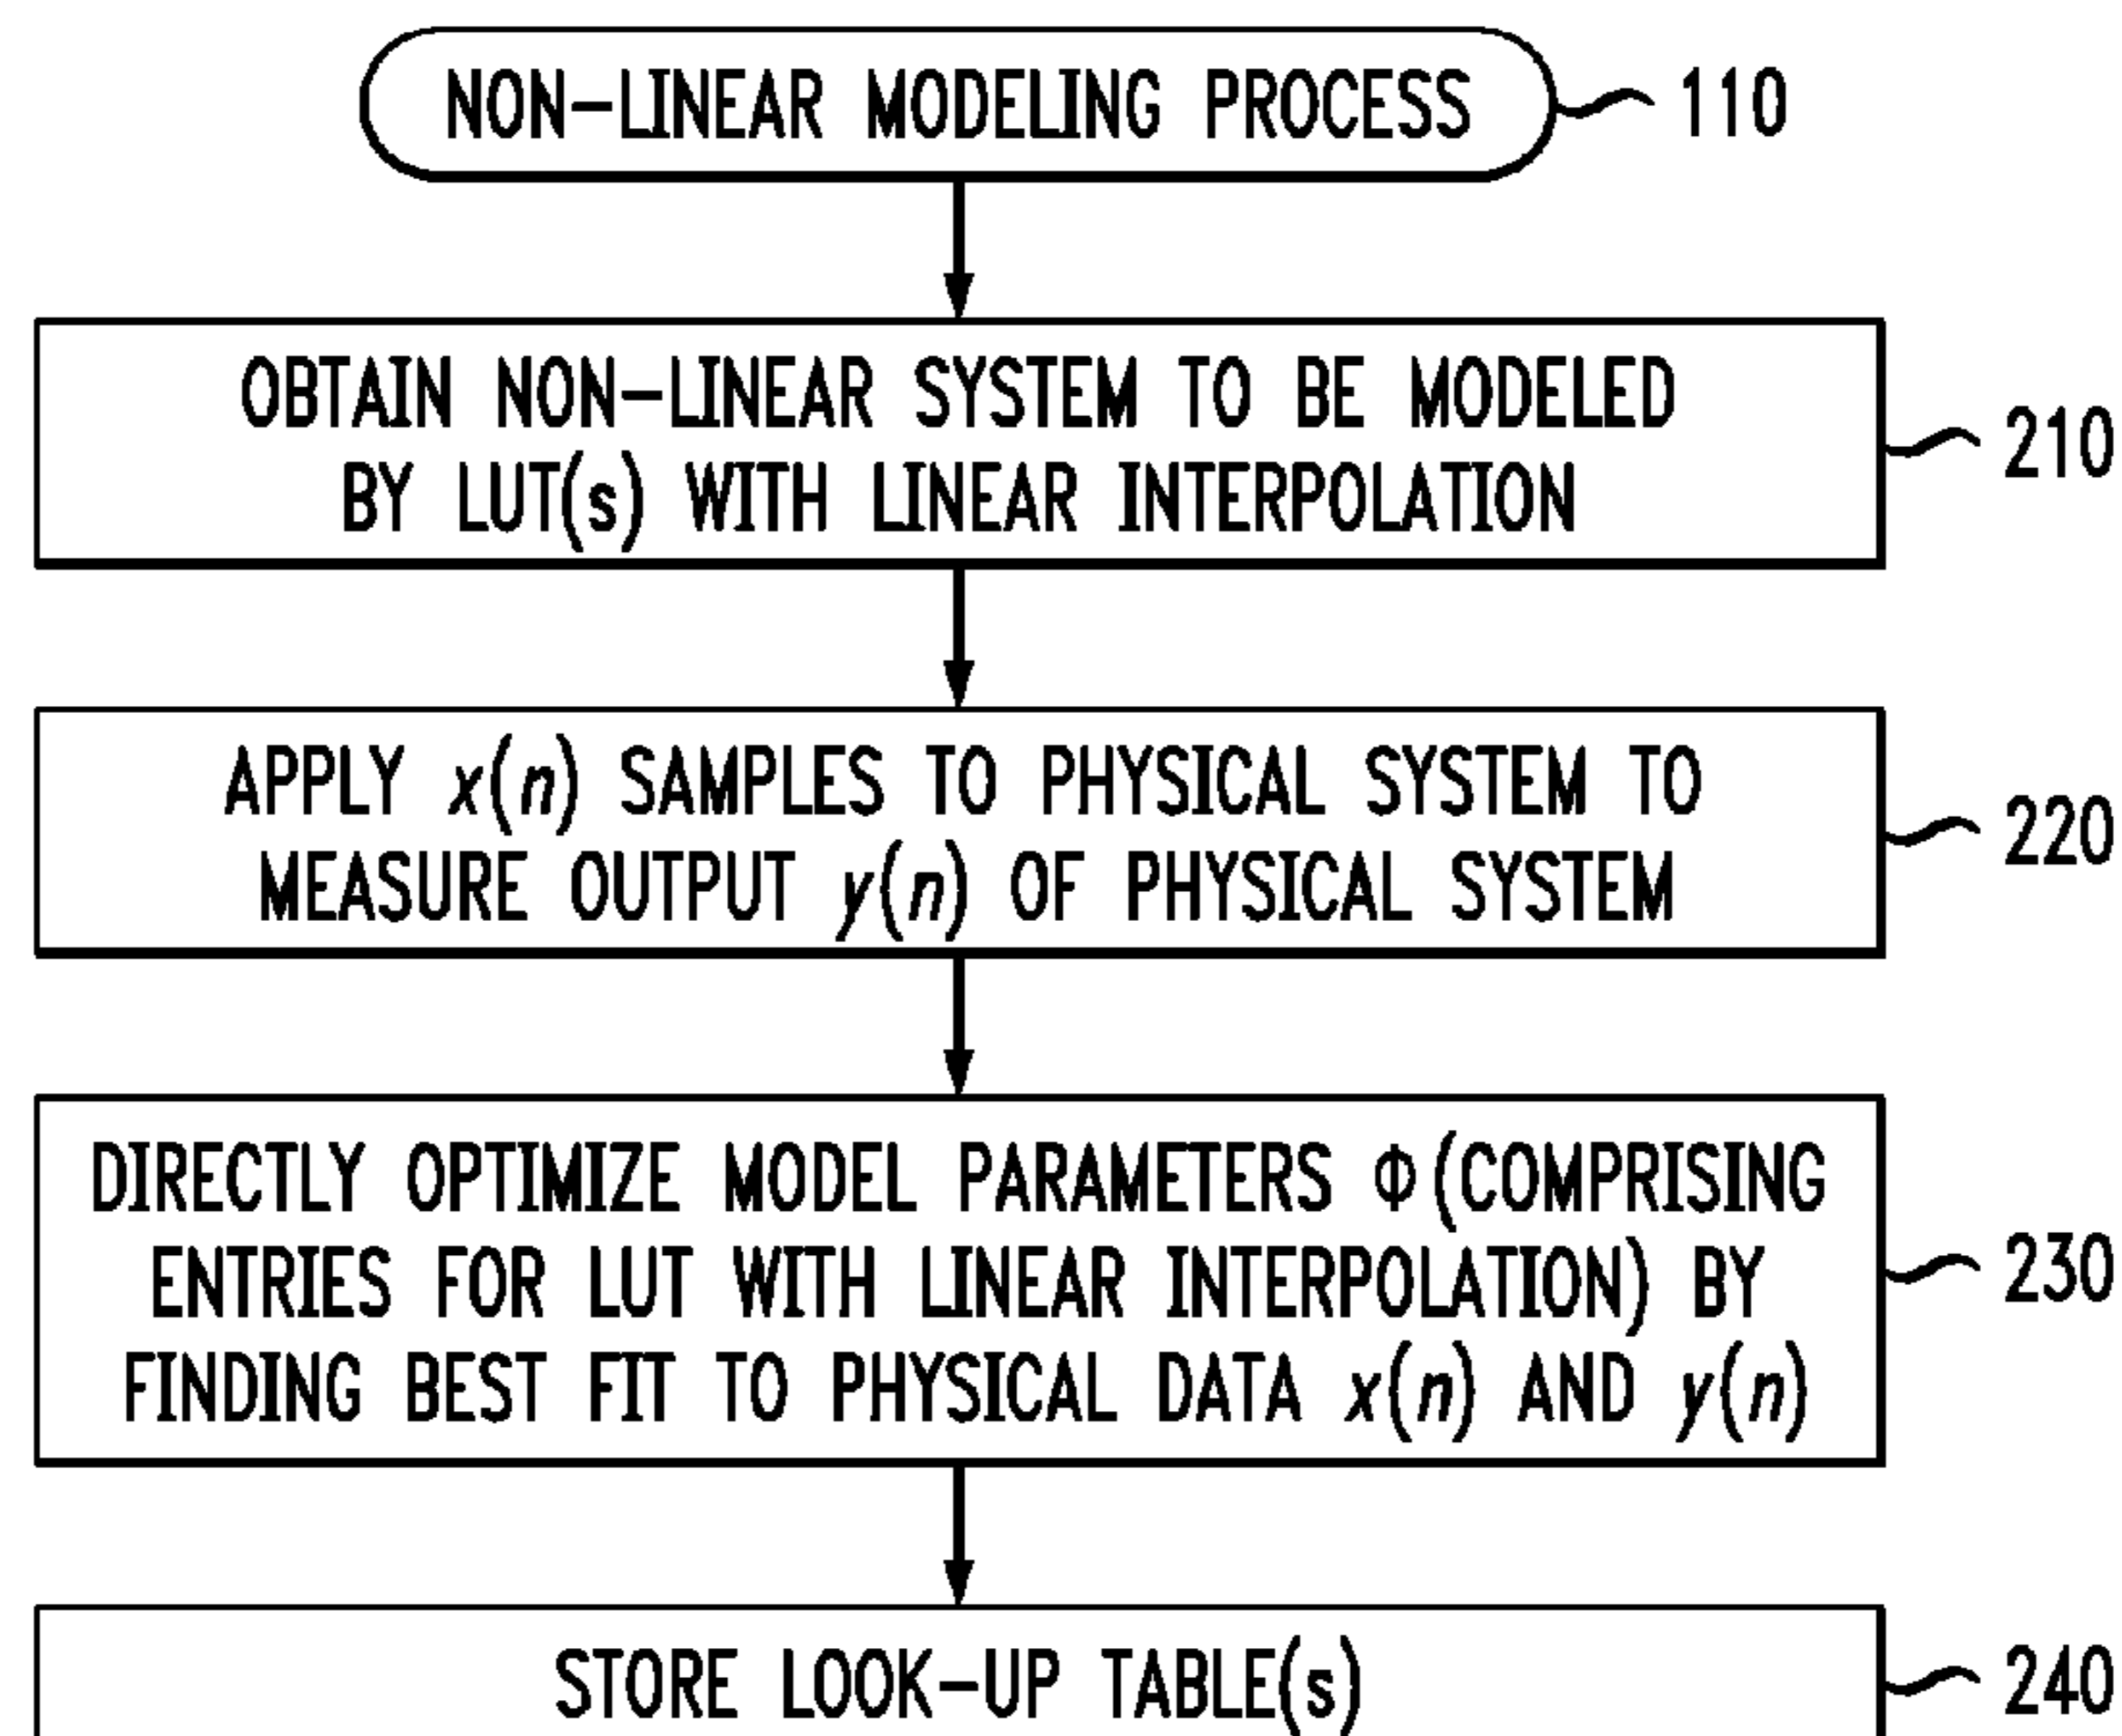 NON-LINEAR MODELING PROCESS 110
OBTAIN NON-LINEAR SYSTEM TO BE MODELED
BY LUT(s) WITH LINEAR INTERPOLATION
210
APPLY x(n) SAMPLES TO PHYSICAL SYSTEM TO
MEASURE OUTPUT y(n) OF PHYSICAL SYSTEM
220
DIRECTLY OPTIMIZE MODEL PARAMETERS Φ (COMPRISING
ENTRIES FOR LUT WITH LINEAR INTERPOLATION) BY
FINDING BEST FIT TO PHYSICAL DATA x(n) AND y(n)
230
STORE LOOK-UP TABLE(s) 240